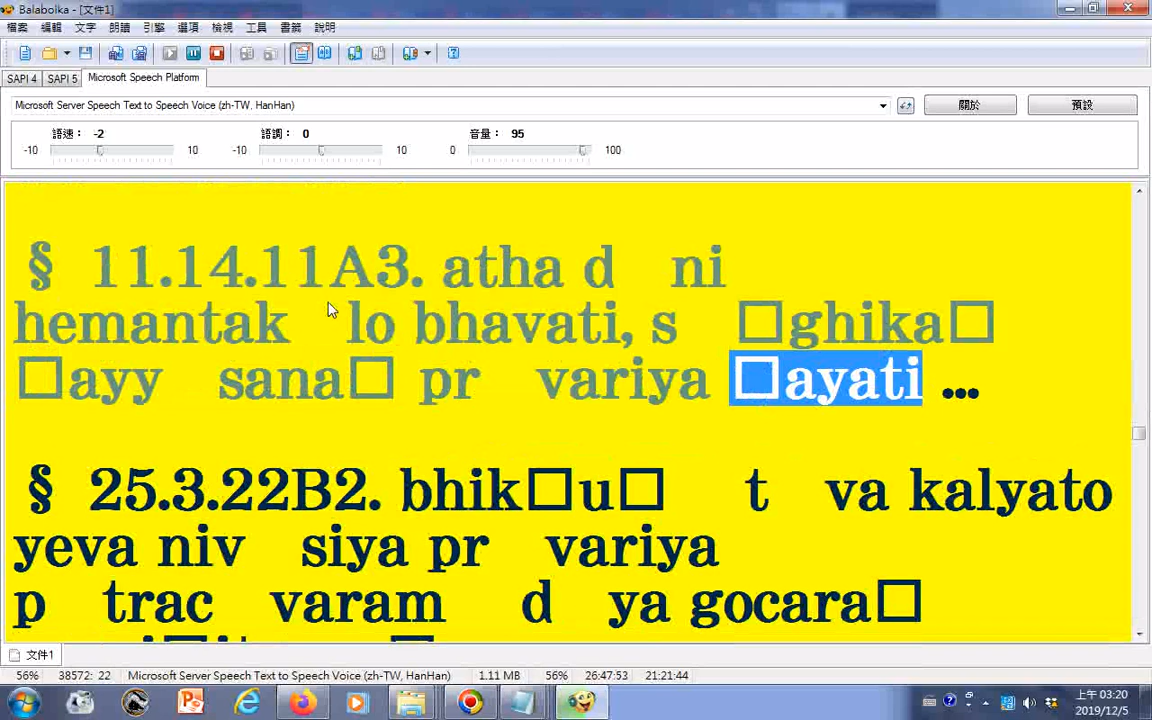 Balabolka - [文件1]
檔案 編輯 文字 朗讀 引擎 選項 檢視 工具 書籤 說明
SAPI 4 SAPI 5 Microsoft Speech Platform
Microsoft Server Speech Text to Speech Voice (zh-TW, HanHan) 關於 預設
語速： -2 語調： 0 音量： 95
-10 10 -10 10 0 100
§ 11.14.11A3. atha d ni
hemantak lo bhavati, s □ghika□
□ayy sana□ pr variya □ayati ...
§ 25.3.22B2. bhik□u□ t va kalyato
yeva niv siya pr variya
p trac varam d ya gocara□
文件1
56% 38572: 22 Microsoft Server Speech Text to Speech Voice (zh-TW, HanHan) 1.11 MB 56% 26:47:53 21:21:44
上午 03:20
2019/12/5